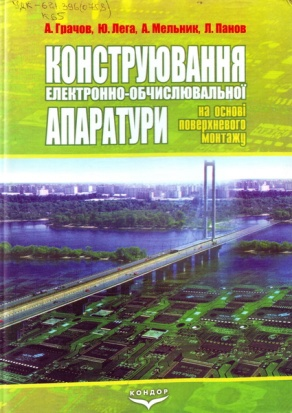 А. Грачов, Ю. Лега, А. Мельник, Л. Панов
КОНСТРУЮВАННЯ
ЕЛЕКТРОННО-ОБЧИСЛЮВАЛЬНОЇ
АПАРАТУРИ
на основі
поверхневого
монтажу
КОНДОР